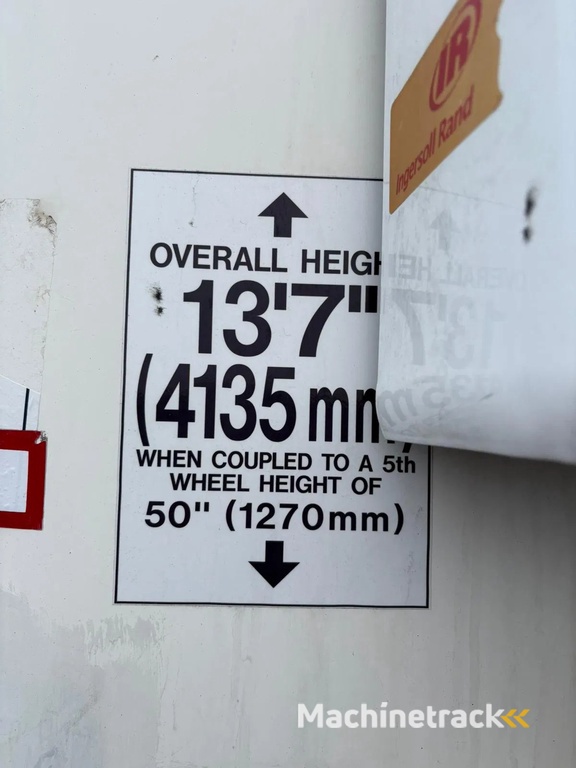 IR
Ingersoll Rand
OVERALL HEIGH
13'7"
(4135 mm)
WHEN COUPLED TO A 5th
WHEEL HEIGHT OF
50" (1270mm)
Machinetrack